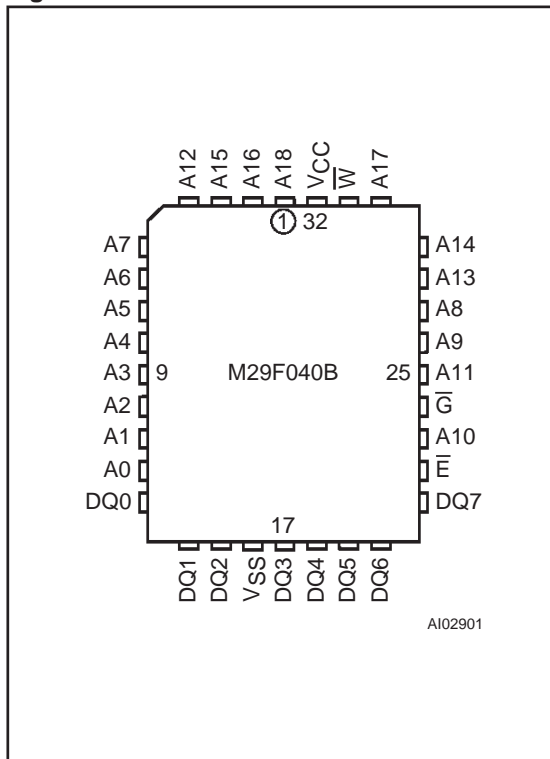 A12 A15 A16 A18 VCC W̅ A17
1 32
A7 A14
A6 A13
A5 A8
A4 A9
A3 9 M29F040B 25 A11
A2 G̅
A1 A10
A0 E̅
DQ0 DQ7
17
DQ1 DQ2 VSS DQ3 DQ4 DQ5 DQ6
AI02901